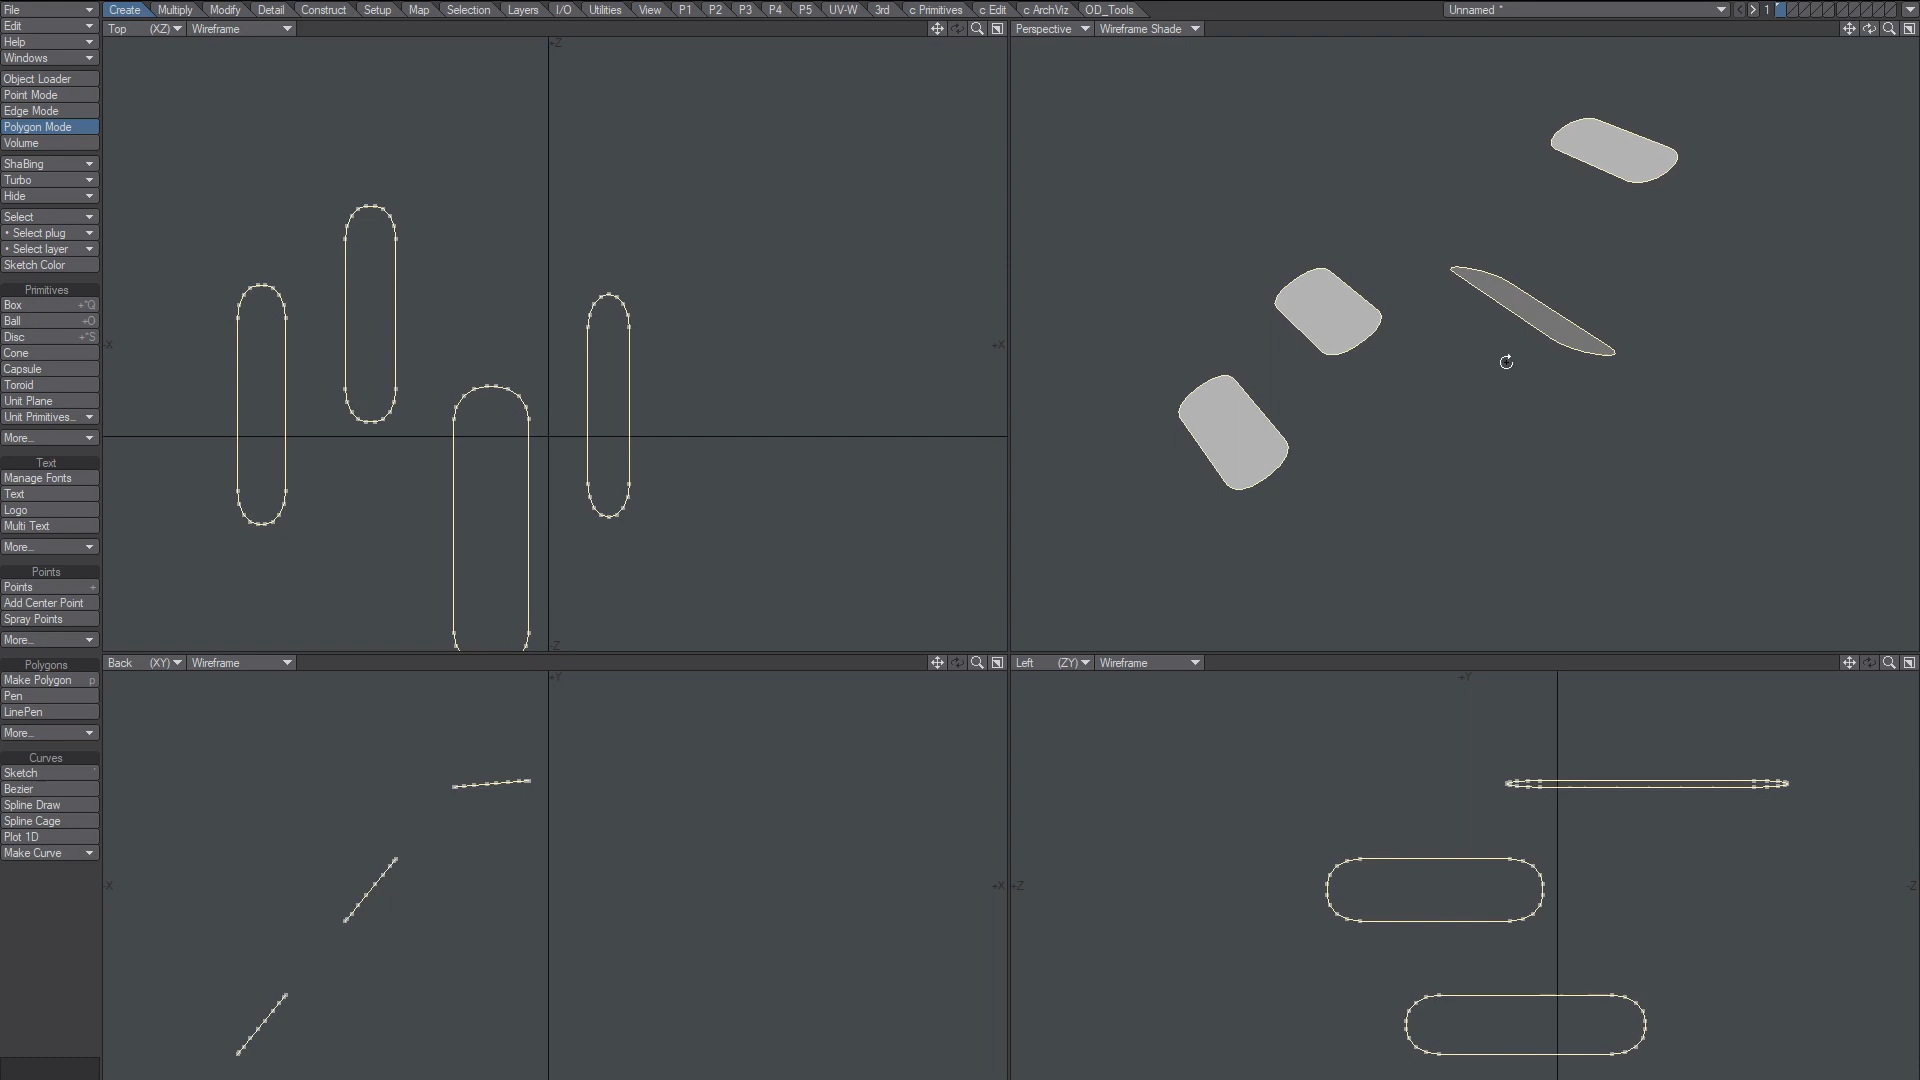 File
Create Multiply Modify Detail Construct Setup Map Selection Layers I/O Utilities View P1 P2 P3 P4 P5 UV-W 3rd c Primitives c Edit c ArchViz OD_Tools
Unnamed * < > 1
Edit
Help
Windows
Object Loader
Point Mode
Edge Mode
Polygon Mode
Volume
ShaBing
Turbo
Hide
Select
• Select plug
• Select layer
Sketch Color
Primitives
Box +^Q
Ball +O
Disc +^S
Cone
Capsule
Toroid
Unit Plane
Unit Primitives...
More...
Text
Manage Fonts
Text
Logo
Multi Text
More...
Points
Points +
Add Center Point
Spray Points
More...
Polygons
Make Polygon p
Pen
LinePen
More...
Curves
Sketch
Bezier
Spline Draw
Spline Cage
Plot 1D
Make Curve
Top (XZ) Wireframe
+Z
-X +X
-Z
Perspective Wireframe Shade
Back (XY) Wireframe
+Y
-X +X
Left (ZY) Wireframe
+Y
+Z -Z